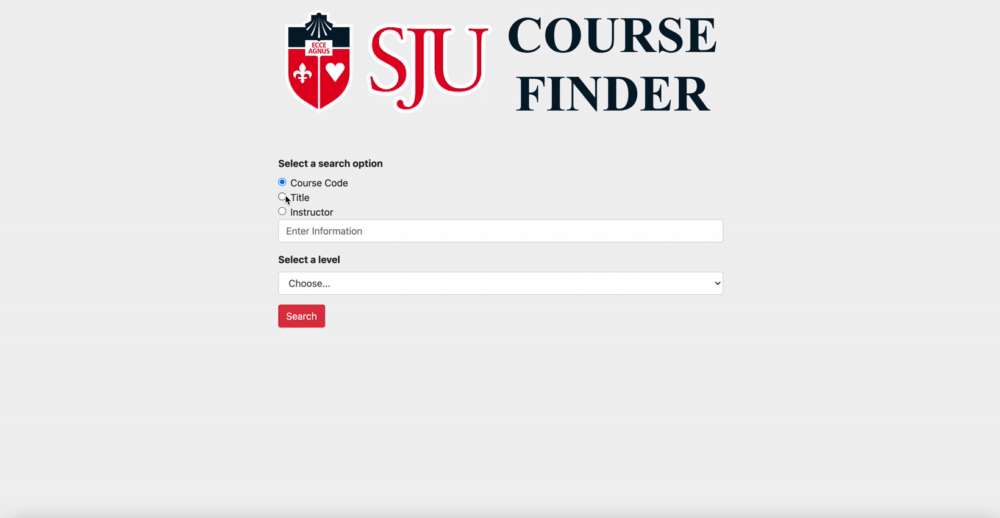 ECCE
AGNUS
SJU
COURSE
FINDER
Select a search option
Course Code
Title
Instructor
Enter Information
Select a level
Choose...
Search